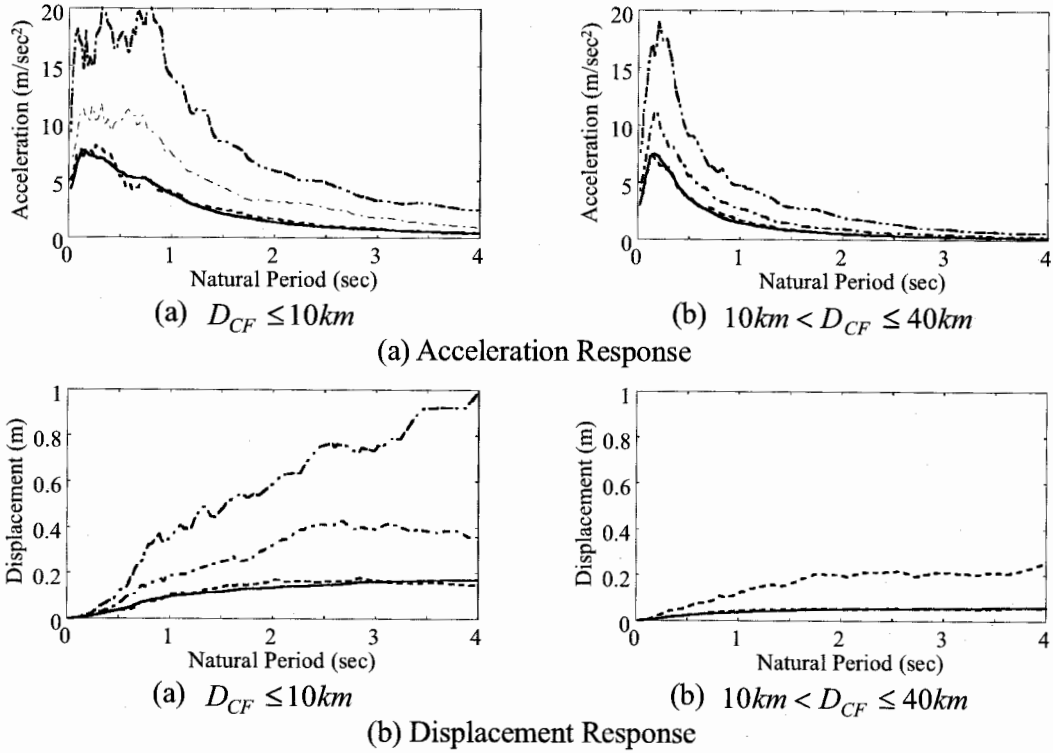 20
15
10
5
0
Acceleration (m/sec²)
0 1 2 3 4
Natural Period (sec)
(a) D_CF ≤10km
20
15
10
5
0
Acceleration (m/sec²)
0 1 2 3 4
Natural Period (sec)
(b) 10km < D_CF ≤ 40km
(a) Acceleration Response
1
0.8
0.6
0.4
0.2
0
Displacement (m)
0 1 2 3 4
Natural Period (sec)
(a) D_CF ≤10km
1
0.8
0.6
0.4
0.2
0
Displacement (m)
0 1 2 3 4
Natural Period (sec)
(b) 10km < D_CF ≤ 40km
(b) Displacement Response